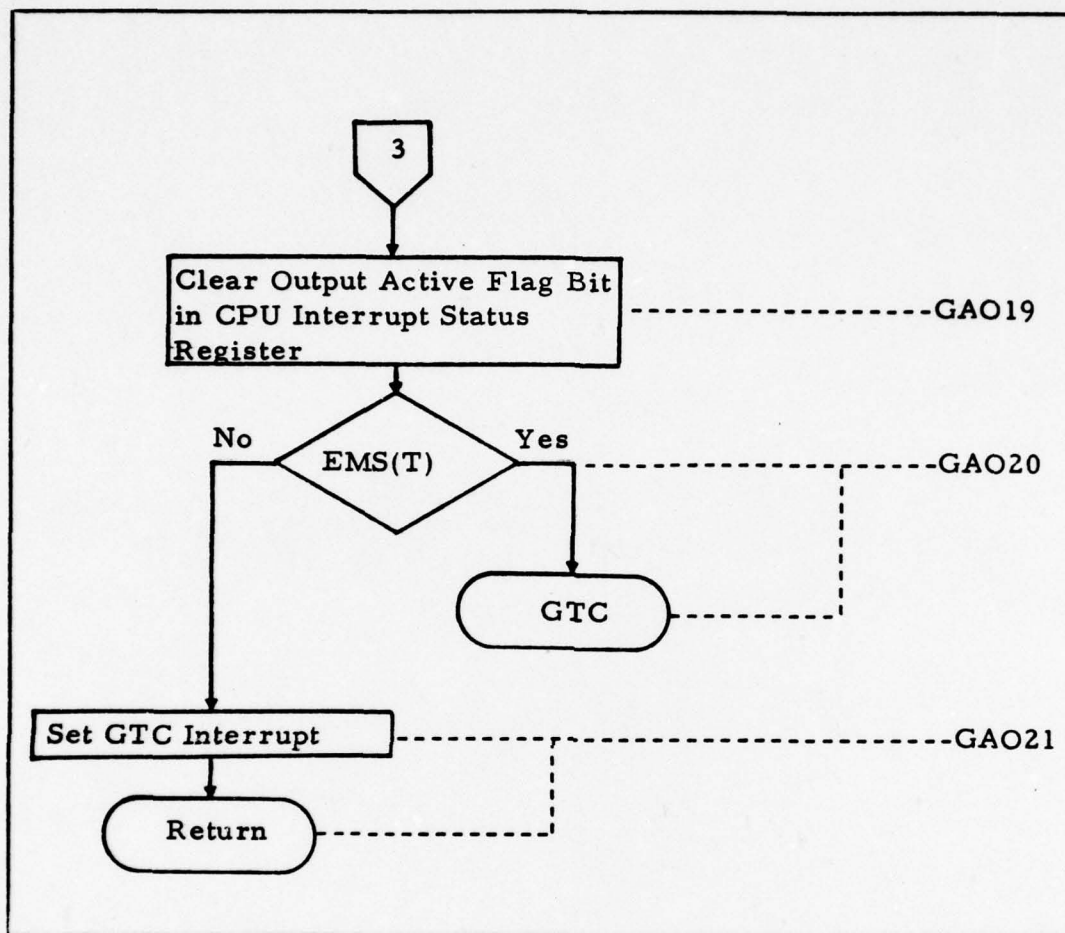 3
Clear Output Active Flag Bit
in CPU Interrupt Status
Register
GAO19
No
Yes
EMS(T)
GAO20
GTC
Set GTC Interrupt
GAO21
Return